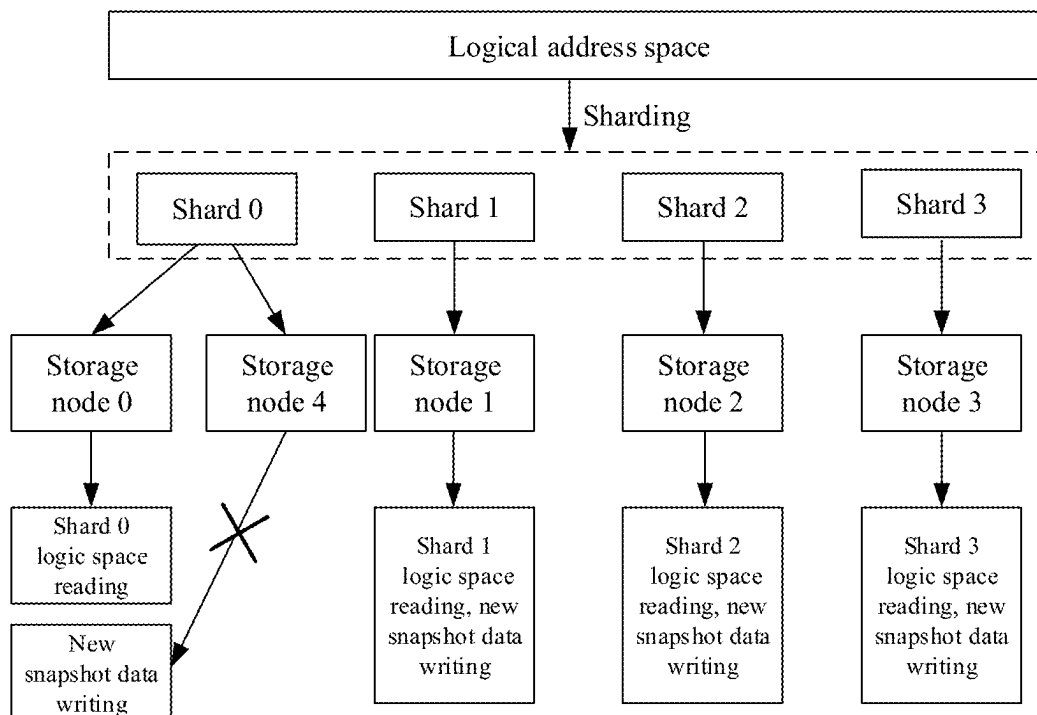 Logical address space
Sharding
Shard 0
Shard 1
Shard 2
Shard 3
Storage
node 0
Storage
node 4
Storage
node 1
Storage
node 2
Storage
node 3
Shard 0
logic space
reading
New
snapshot data
writing
Shard 1
logic space
reading, new
snapshot data
writing
Shard 2
logic space
reading, new
snapshot data
writing
Shard 3
logic space
reading, new
snapshot data
writing